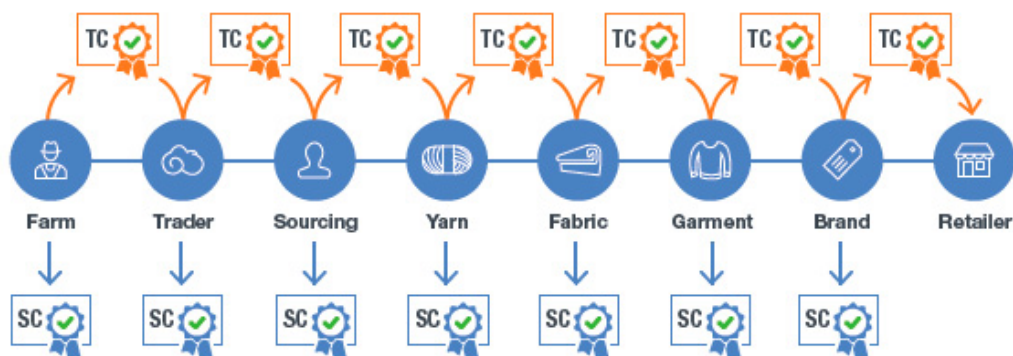 TC TC TC TC TC TC TC
Farm Trader Sourcing Yarn Fabric Garment Brand Retailer
SC SC SC SC SC SC SC